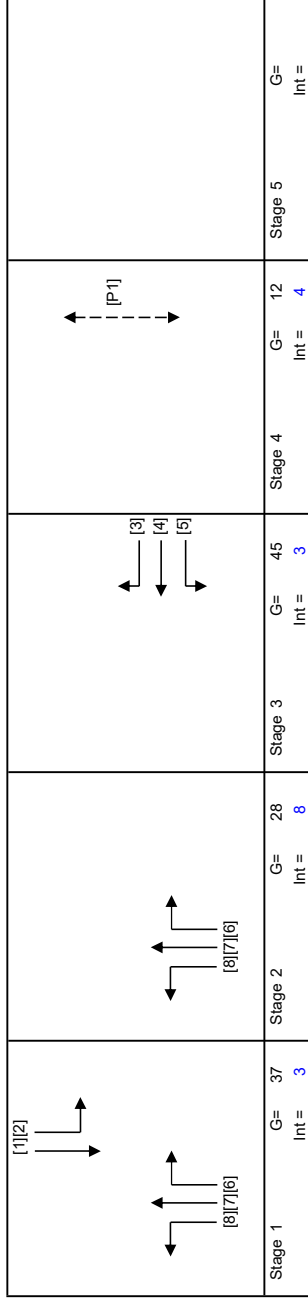 [1][2]
[8][7][6]
Stage 1
G= 37
Int = 3
[8][7][6]
Stage 2
G= 28
Int = 8
[3]
[4]
[5]
Stage 3
G= 45
Int = 3
[P1]
Stage 4
G= 12
Int = 4
Stage 5
G=
Int =